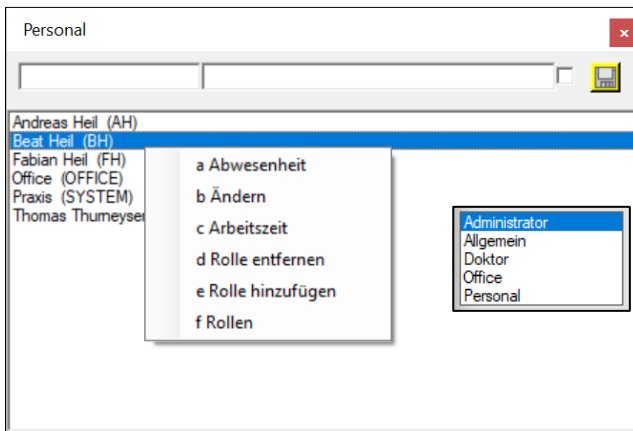 Personal
Andreas Heil (AH)
Beat Heil (BH)
Fabian Heil (FH)
Office (OFFICE)
Praxis (SYSTEM)
Thomas Thurneysen
a Abwesenheit
b Ändern
c Arbeitszeit
d Rolle entfernen
e Rolle hinzufügen
f Rollen
Administrator
Allgemein
Doktor
Office
Personal